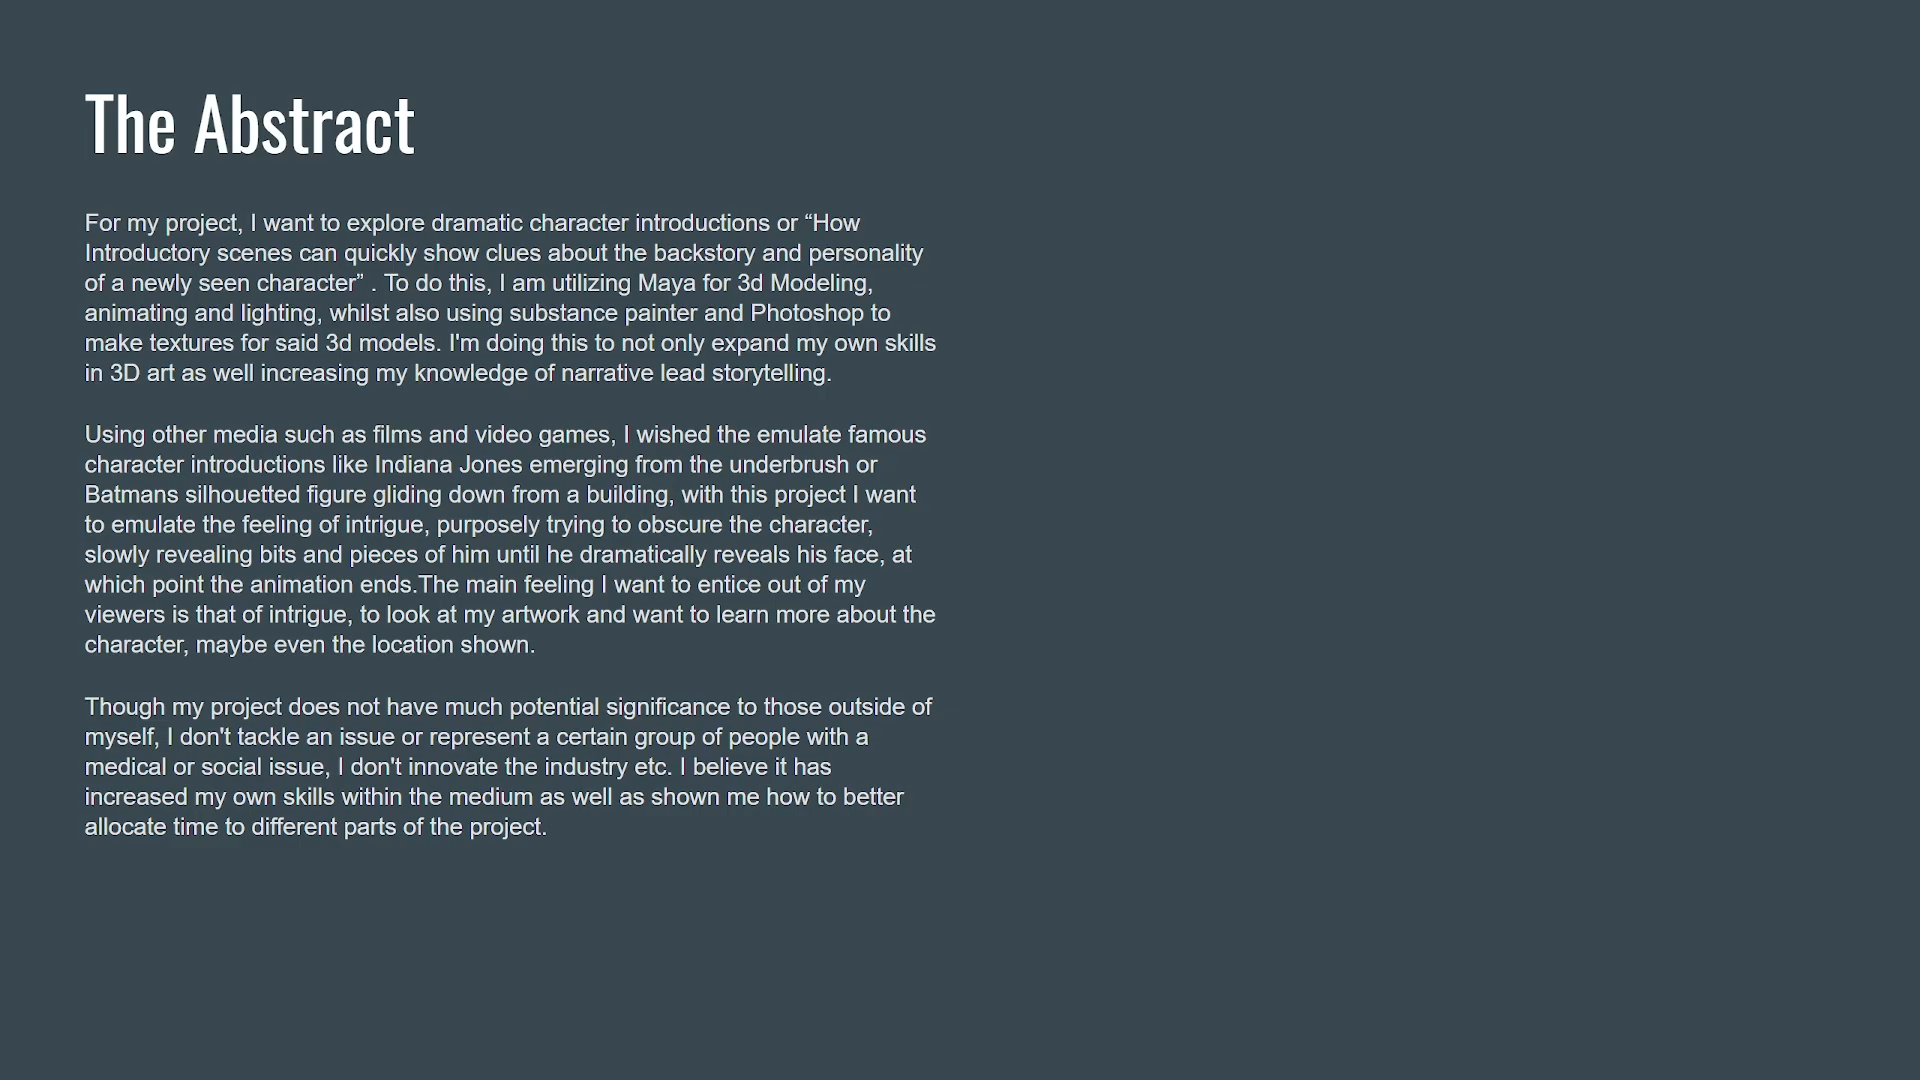 The Abstract
For my project, I want to explore dramatic character introductions or “How
Introductory scenes can quickly show clues about the backstory and personality
of a newly seen character” . To do this, I am utilizing Maya for 3d Modeling,
animating and lighting, whilst also using substance painter and Photoshop to
make textures for said 3d models. I'm doing this to not only expand my own skills
in 3D art as well increasing my knowledge of narrative lead storytelling.
Using other media such as films and video games, I wished the emulate famous
character introductions like Indiana Jones emerging from the underbrush or
Batmans silhouetted figure gliding down from a building, with this project I want
to emulate the feeling of intrigue, purposely trying to obscure the character,
slowly revealing bits and pieces of him until he dramatically reveals his face, at
which point the animation ends.The main feeling I want to entice out of my
viewers is that of intrigue, to look at my artwork and want to learn more about the
character, maybe even the location shown.
Though my project does not have much potential significance to those outside of
myself, I don't tackle an issue or represent a certain group of people with a
medical or social issue, I don't innovate the industry etc. I believe it has
increased my own skills within the medium as well as shown me how to better
allocate time to different parts of the project.